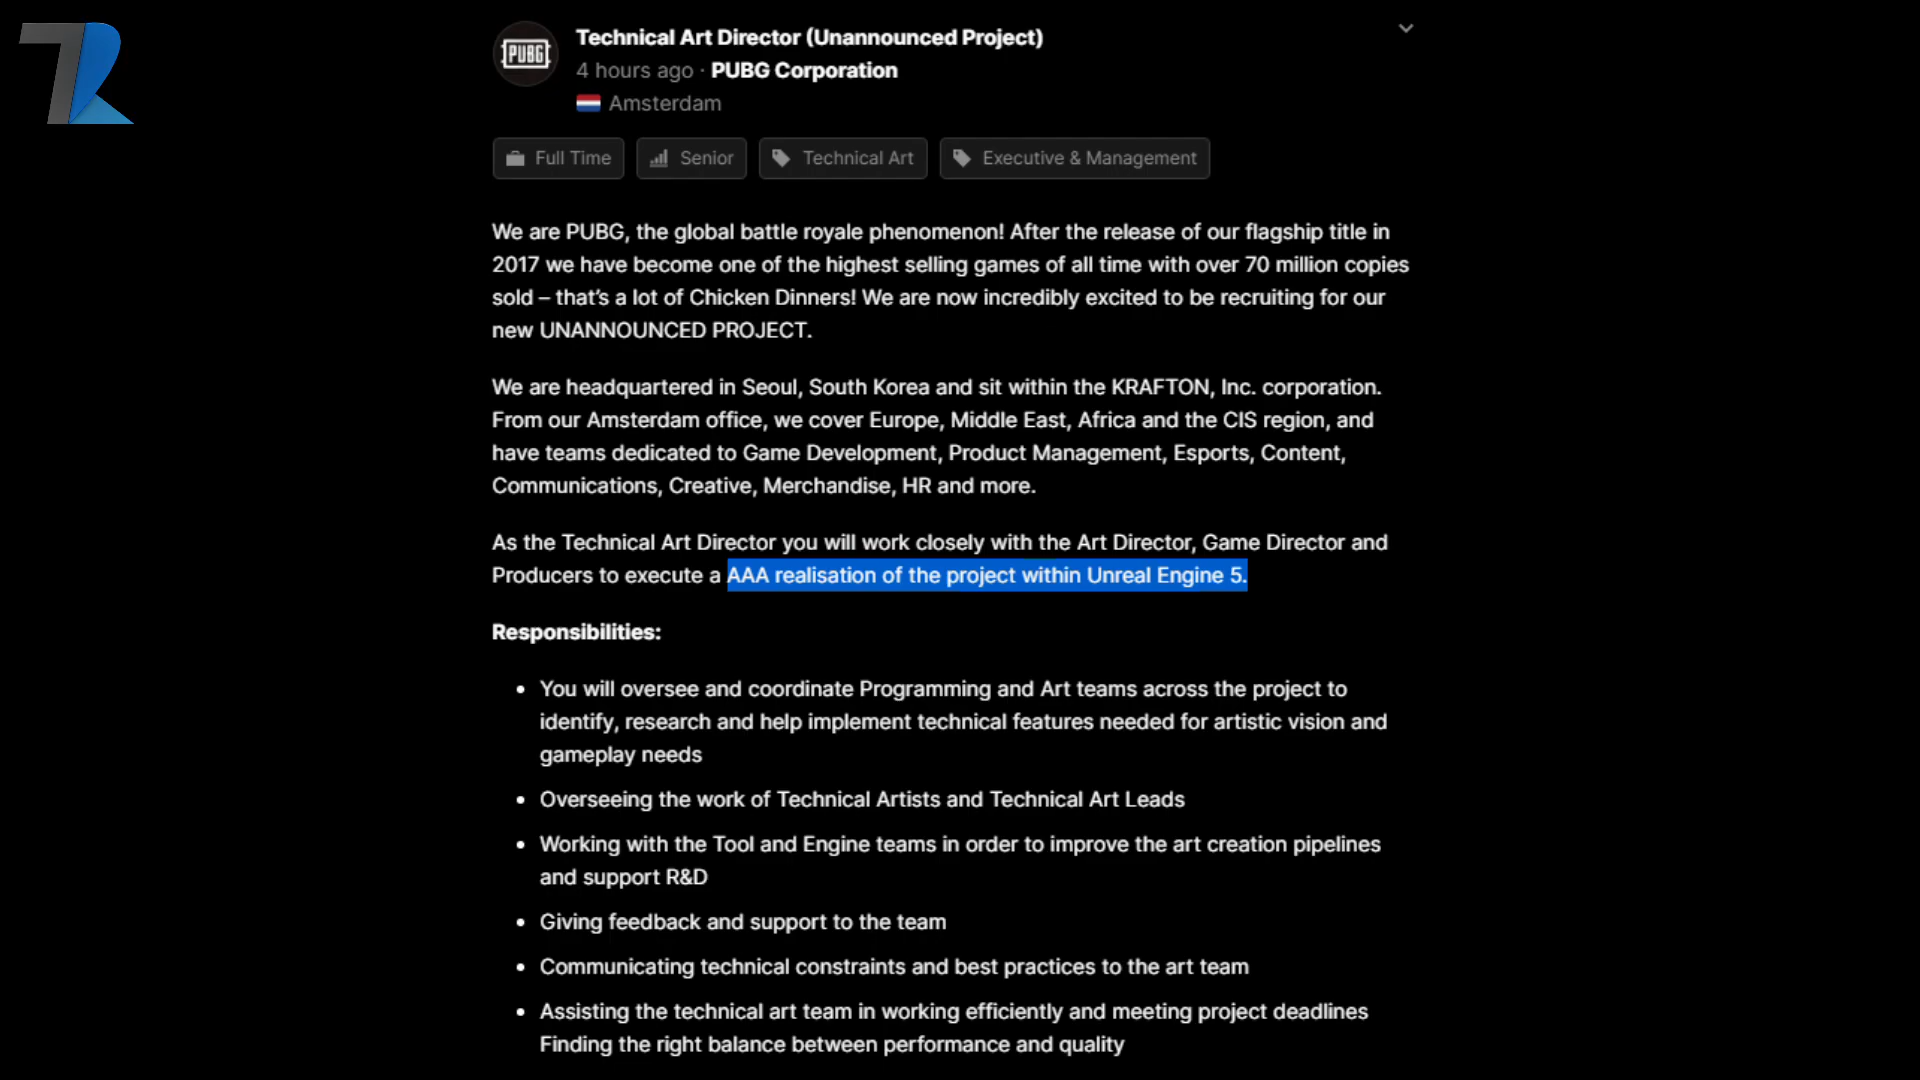 TR
PUBG
Technical Art Director (Unannounced Project)
4 hours ago · PUBG Corporation
Amsterdam
Full Time
Senior
Technical Art
Executive & Management
We are PUBG, the global battle royale phenomenon! After the release of our flagship title in
2017 we have become one of the highest selling games of all time with over 70 million copies
sold – that's a lot of Chicken Dinners! We are now incredibly excited to be recruiting for our
new UNANNOUNCED PROJECT.
We are headquartered in Seoul, South Korea and sit within the KRAFTON, Inc. corporation.
From our Amsterdam office, we cover Europe, Middle East, Africa and the CIS region, and
have teams dedicated to Game Development, Product Management, Esports, Content,
Communications, Creative, Merchandise, HR and more.
As the Technical Art Director you will work closely with the Art Director, Game Director and
Producers to execute a AAA realisation of the project within Unreal Engine 5.
Responsibilities:
• You will oversee and coordinate Programming and Art teams across the project to
identify, research and help implement technical features needed for artistic vision and
gameplay needs
• Overseeing the work of Technical Artists and Technical Art Leads
• Working with the Tool and Engine teams in order to improve the art creation pipelines
and support R&D
• Giving feedback and support to the team
• Communicating technical constraints and best practices to the art team
• Assisting the technical art team in working efficiently and meeting project deadlines
Finding the right balance between performance and quality